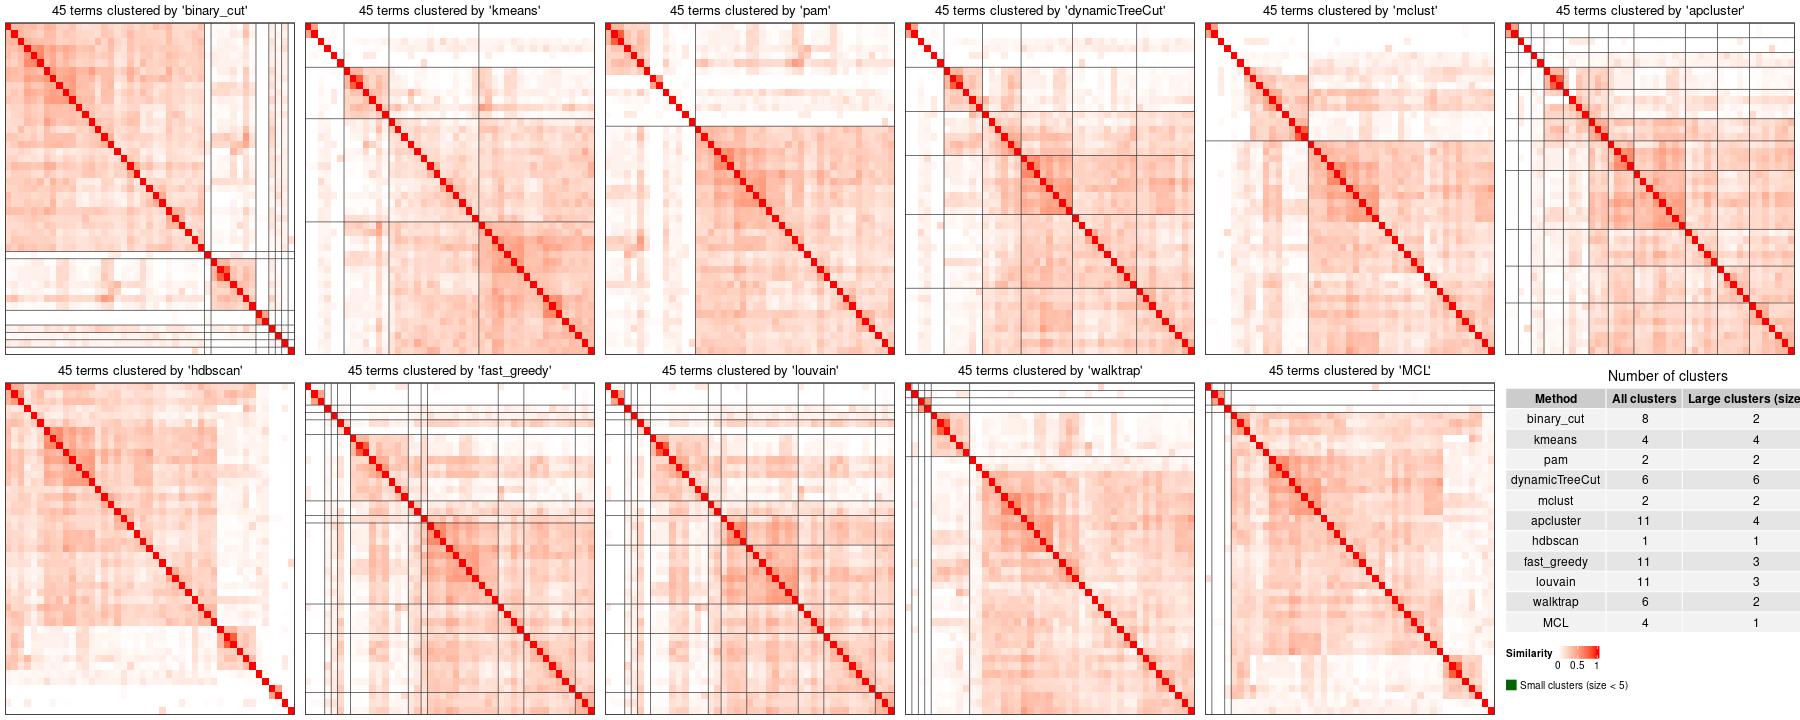 45 terms clustered by 'binary_cut'
45 terms clustered by 'kmeans'
45 terms clustered by 'pam'
45 terms clustered by 'dynamicTreeCut'
45 terms clustered by 'mclust'
45 terms clustered by 'apcluster'
45 terms clustered by 'hdbscan'
45 terms clustered by 'fast_greedy'
45 terms clustered by 'louvain'
45 terms clustered by 'walktrap'
45 terms clustered by 'MCL'
Number of clusters
Method All clusters Large clusters (size
binary_cut 8 2
kmeans 4 4
pam 2 2
dynamicTreeCut 6 6
mclust 2 2
apcluster 11 4
hdbscan 1 1
fast_greedy 11 3
louvain 11 3
walktrap 6 2
MCL 4 1
Similarity
0 0.5 1
Small clusters (size < 5)